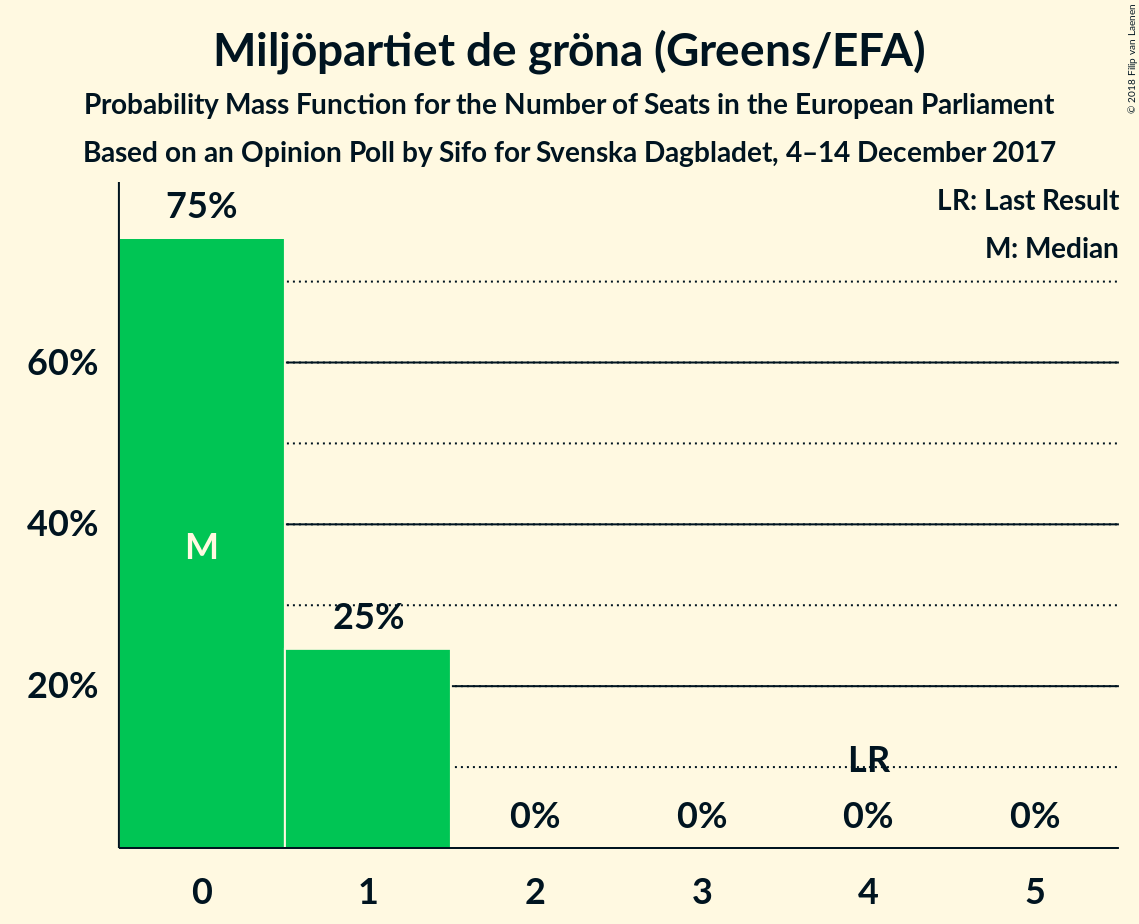 Miljöpartiet de gröna (Greens/EFA)
Probability Mass Function for the Number of Seats in the European Parliament
Based on an Opinion Poll by Sifo for Svenska Dagbladet, 4–14 December 2017
© 2018 Filip van Laenen
LR: Last Result
M: Median
75%
60%
40%
M
25%
20%
LR
0% 0% 0% 0%
0 1 2 3 4 5